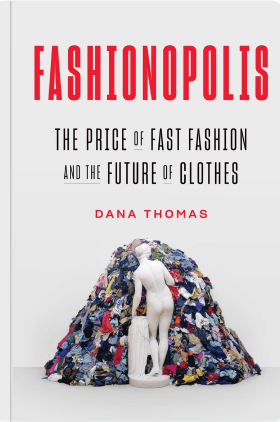 FASHIONOPOLIS
THE PRICE OF FAST FASHION
AND THE FUTURE OF CLOTHES
DANA THOMAS